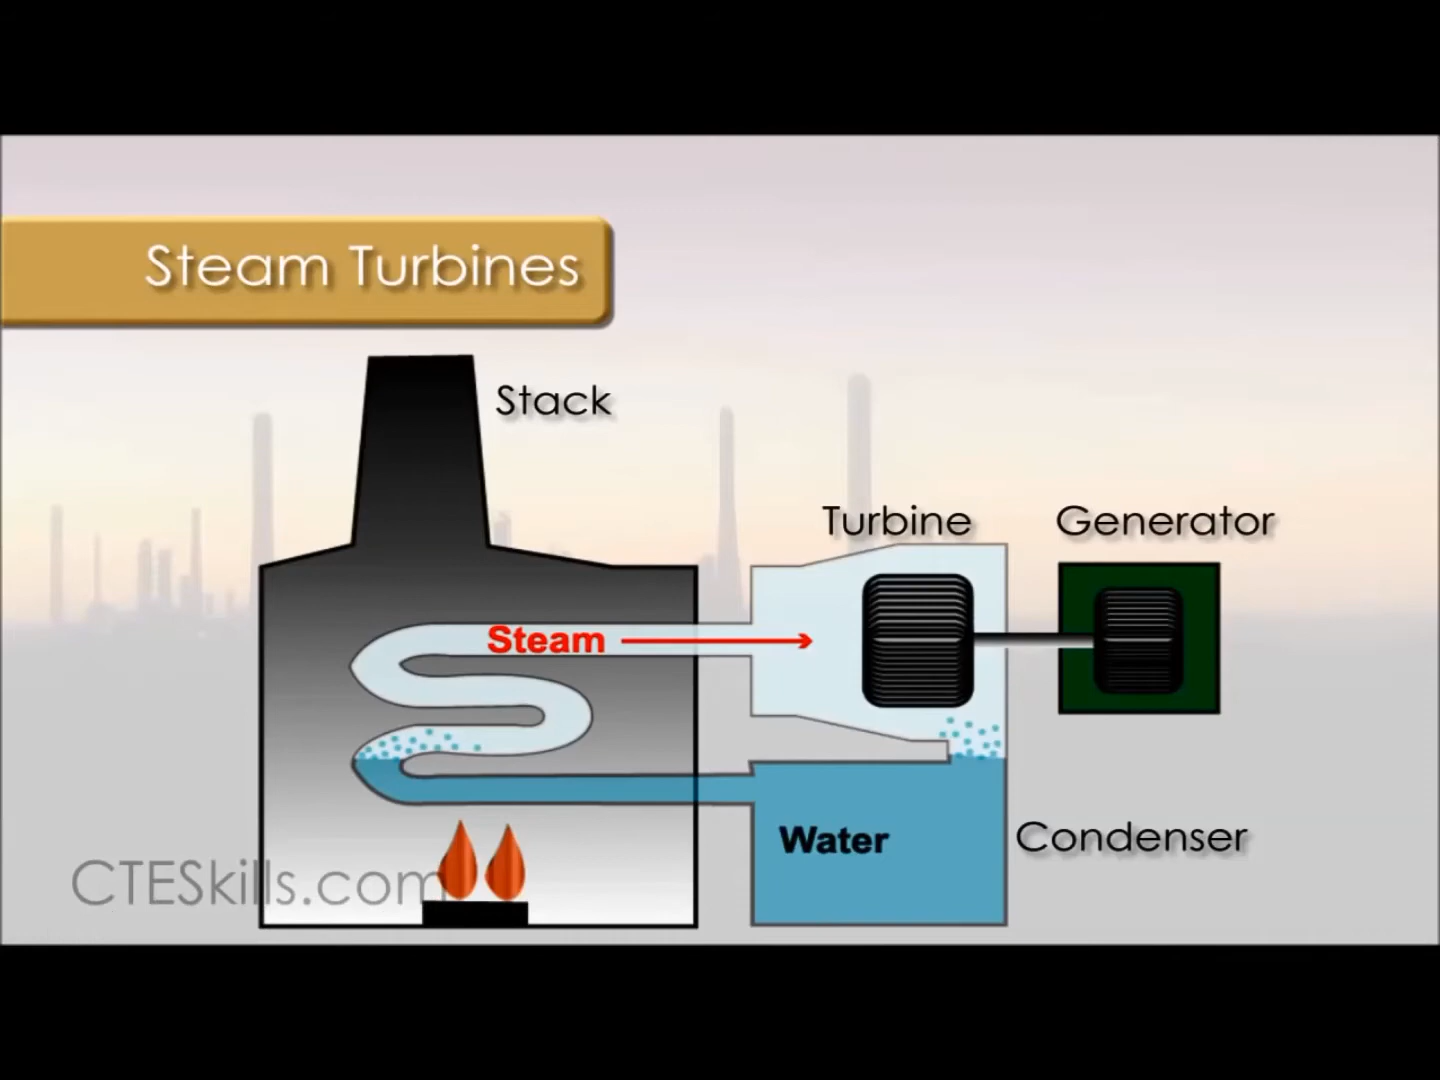 Steam Turbines
Stack
Turbine
Generator
Steam
Water
Condenser
CTESkills.com